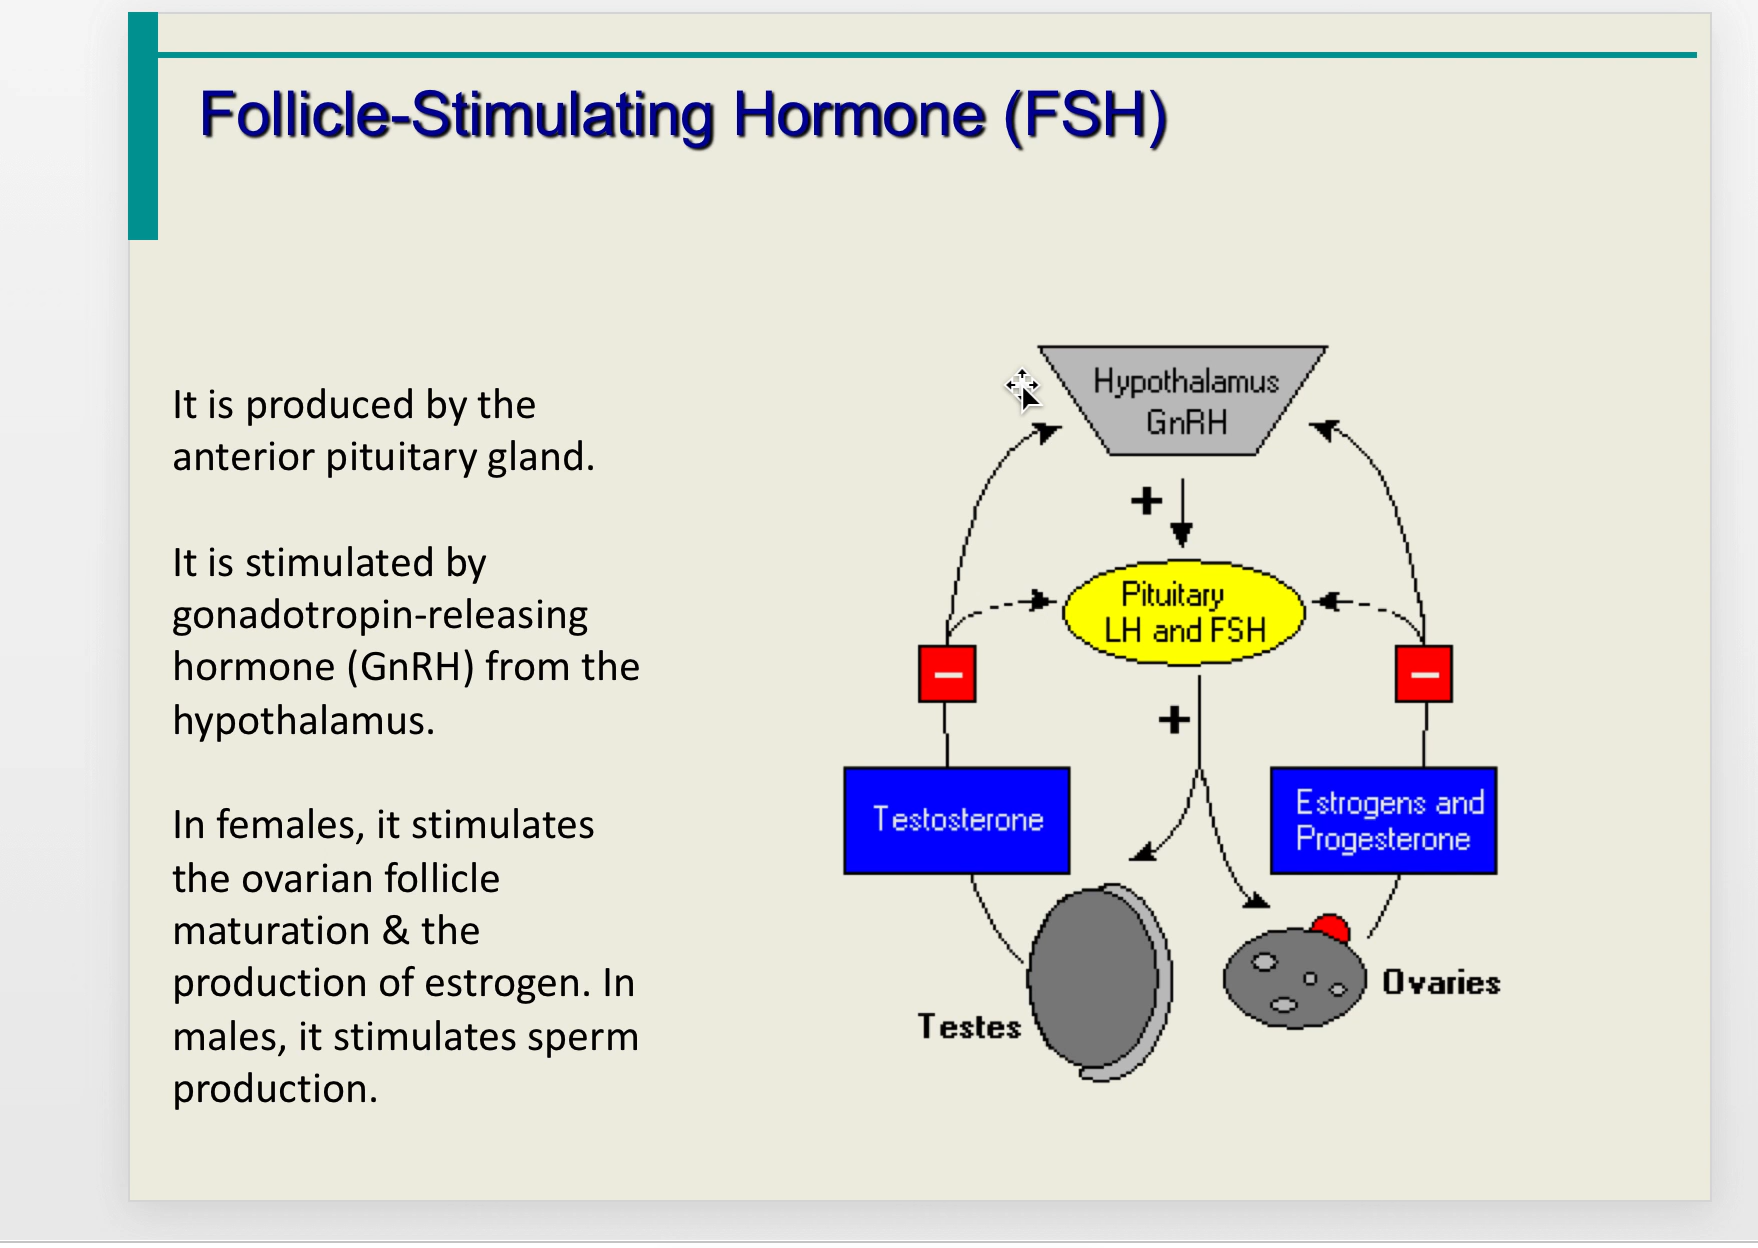 Follicle-Stimulating Hormone (FSH)
It is produced by the
anterior pituitary gland.
It is stimulated by
gonadotropin-releasing
hormone (GnRH) from the
hypothalamus.
In females, it stimulates
the ovarian follicle
maturation & the
production of estrogen. In
males, it stimulates sperm
production.
Hypothalamus
GnRH
+
Pituitary
LH and FSH
–
–
+
Testosterone
Estrogens and
Progesterone
Testes
Ovaries